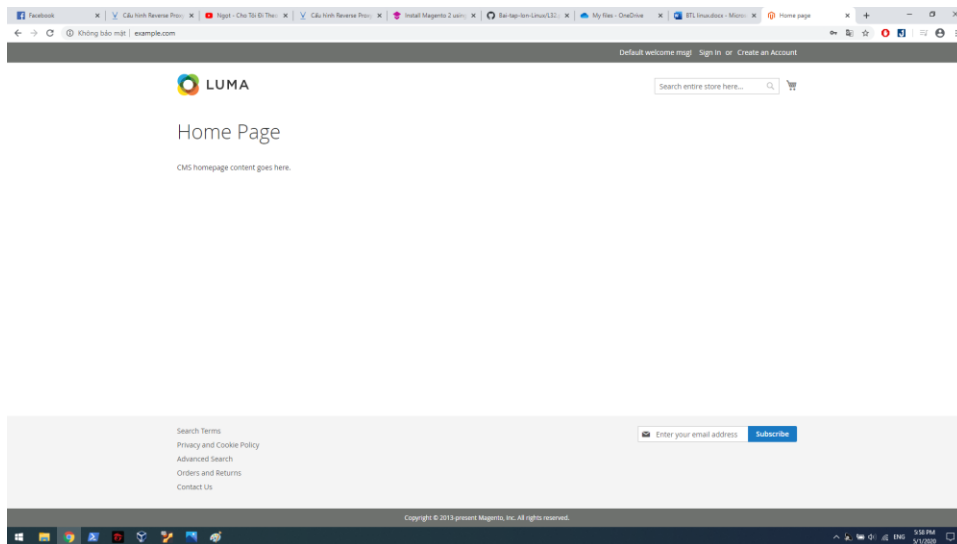 Facebook
Cấu hình Reverse Proxy
Ngọt - Cho Tôi Đi Theo
Cấu hình Reverse Proxy
Install Magento 2 using
Bai-tap-lon-Linux/L32
My files - OneDrive
BTL linux.docx - Micros
Home page
Không bảo mật | example.com
Default welcome msg! Sign In or Create an Account
LUMA
Search entire store here...
Home Page
CMS homepage content goes here.
Search Terms
Privacy and Cookie Policy
Advanced Search
Orders and Returns
Contact Us
Enter your email address
Subscribe
Copyright © 2013-present Magento, Inc. All rights reserved.
ENG
5:58 PM
5/1/2020